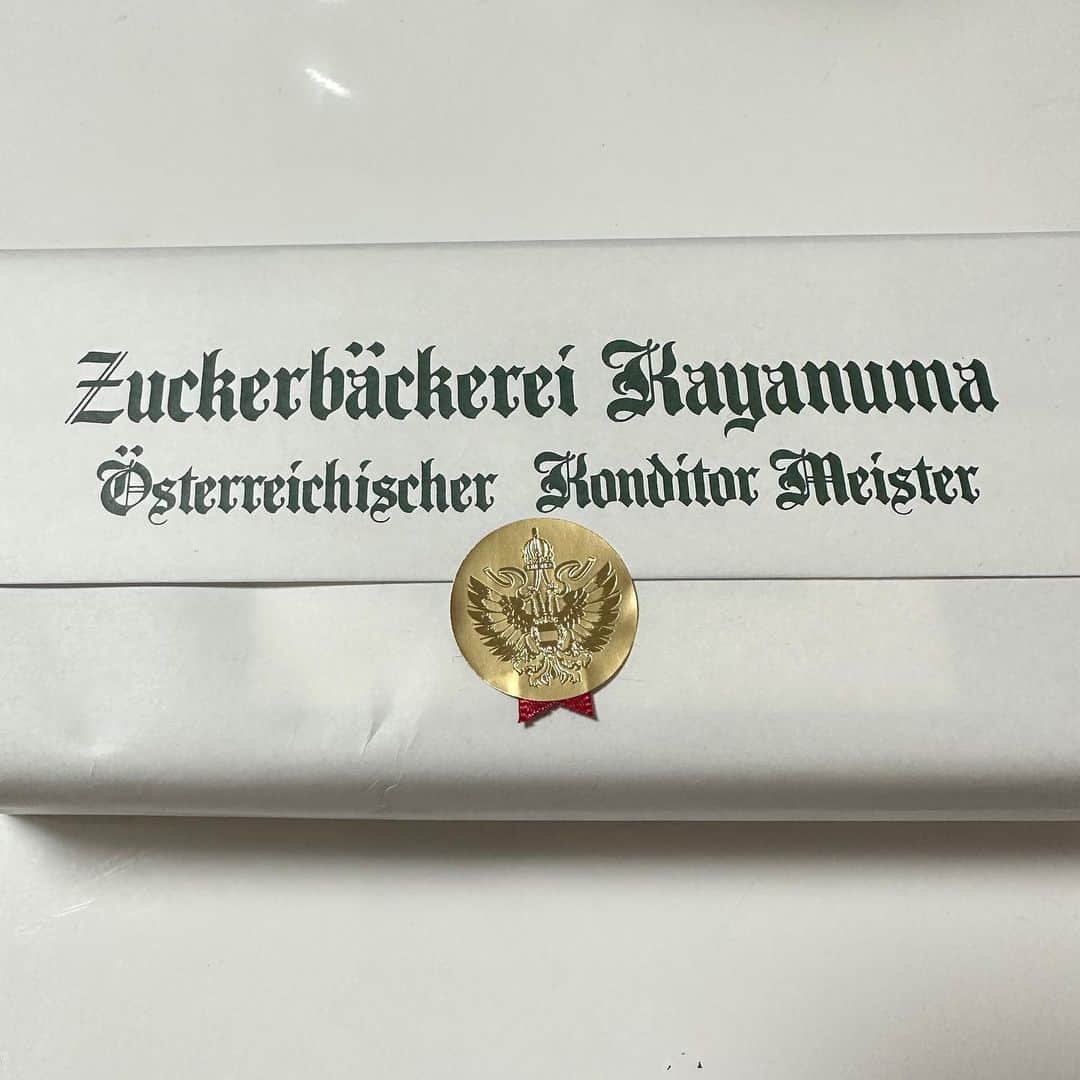 Zuckerbäckerei Kayanuma
Österreichischer Konditor Meister